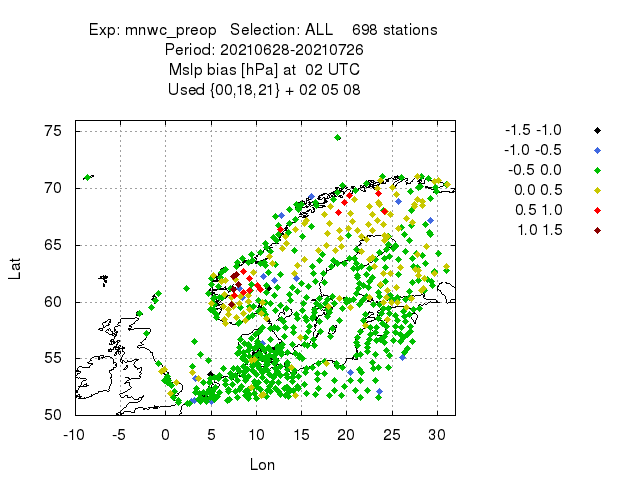 Exp: mnwc_preop   Selection: ALL    698 stations
Period: 20210628-20210726
Mslp bias [hPa] at  02 UTC
Used {00,18,21} + 02 05 08
-1.5 -1.0
-1.0 -0.5
-0.5 0.0
0.0 0.5
0.5 1.0
1.0 1.5
75
70
65
60
55
50
Lat
-10 -5 0 5 10 15 20 25 30
Lon